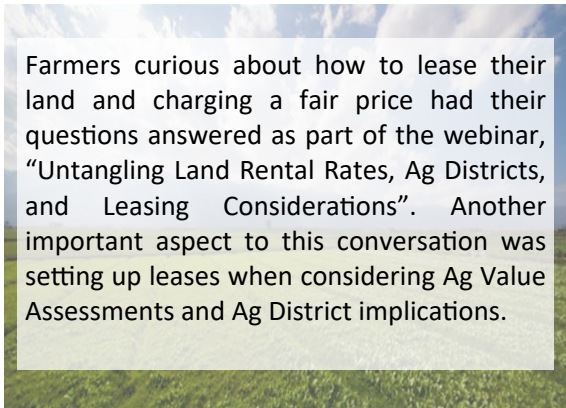 Farmers curious about how to lease their
land and charging a fair price had their
questions answered as part of the webinar,
“Untangling Land Rental Rates, Ag Districts,
and Leasing Considerations”. Another
important aspect to this conversation was
setting up leases when considering Ag Value
Assessments and Ag District implications.